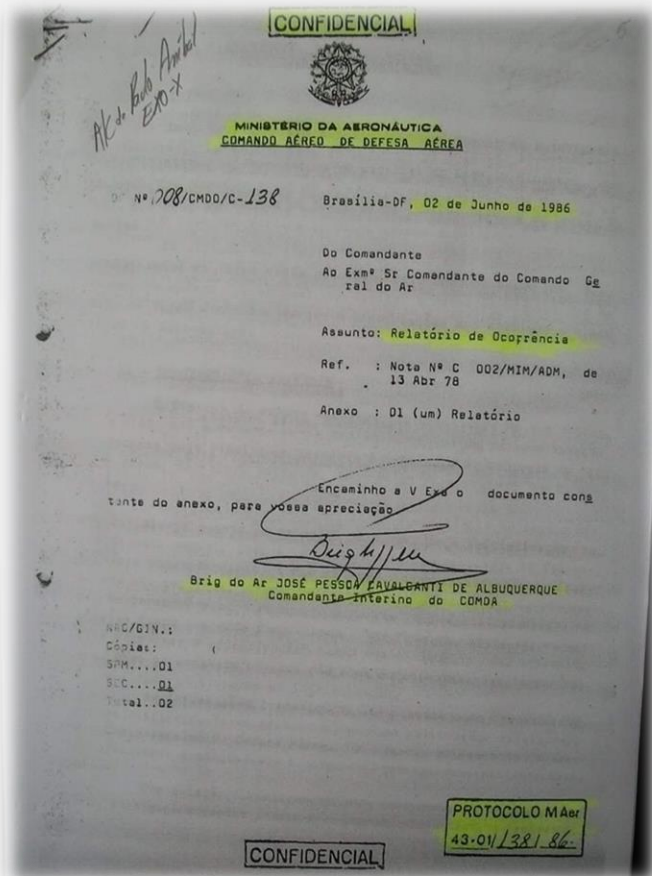 CONFIDENCIAL
MINISTÉRIO DA AERONÁUTICA
COMANDO AÉREO DE DEFESA AÉREA
Nº 008/CMDO/C-138
Brasília-DF, 02 de Junho de 1986
Do Comandante
Ao Exmº Sr Comandante do Comando Ge
ral do Ar
Assunto: Relatório de Ocorrência
Ref. : Nota Nº C 002/MIM/ADM, de
13 Abr 78
Anexo : 01 (um) Relatório
Encaminho a V Exa o documento cons
tante do anexo, para vossa apreciação
Brig do Ar JOSÉ PESSOA CAVALCANTI DE ALBUQUERQUE
Comandante Interino do COMDA
Cópias:
....01
....01
Total..02
PROTOCOLO MAer
43-01/138/86-
CONFIDENCIAL